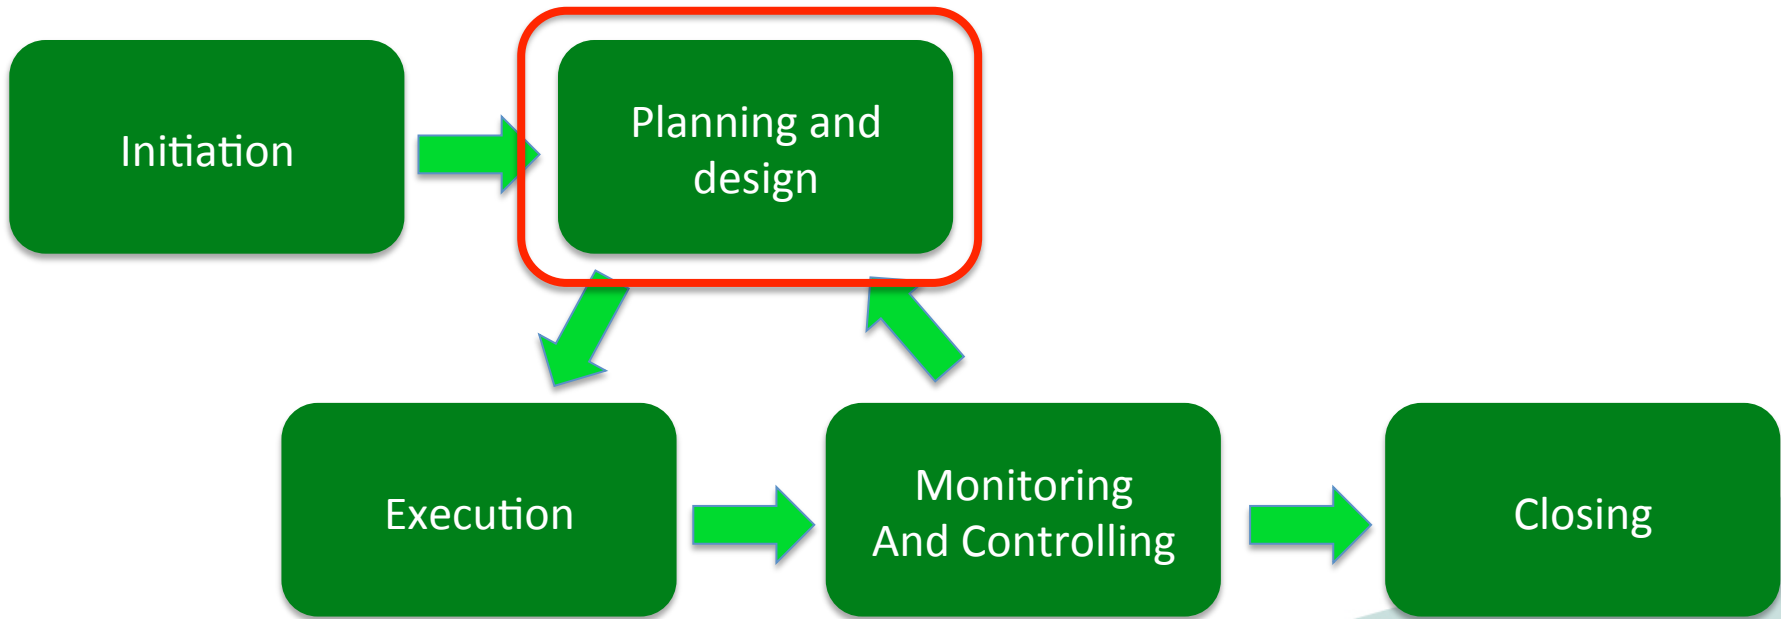 Initiation
Planning and
design
Execution
Monitoring
And Controlling
Closing